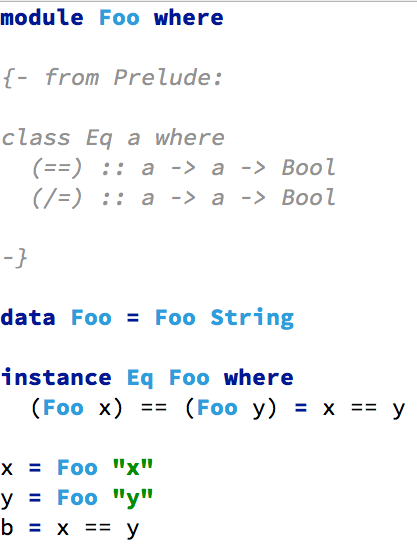 module Foo where
{- from Prelude:
class Eq a where
(==) :: a -> a -> Bool
(/=) :: a -> a -> Bool
-}
data Foo = Foo String
instance Eq Foo where
(Foo x) == (Foo y) = x == y
x = Foo "x"
y = Foo "y"
b = x == y